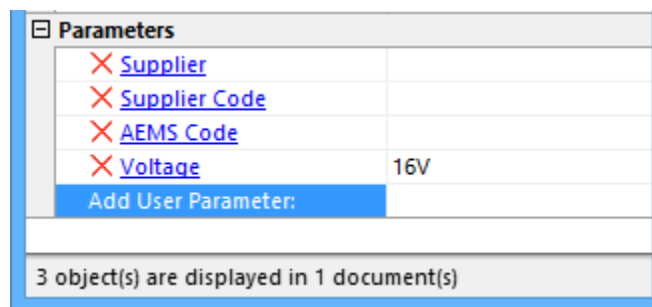 Parameters
Supplier
Supplier Code
AEMS Code
Voltage 16V
Add User Parameter:
3 object(s) are displayed in 1 document(s)